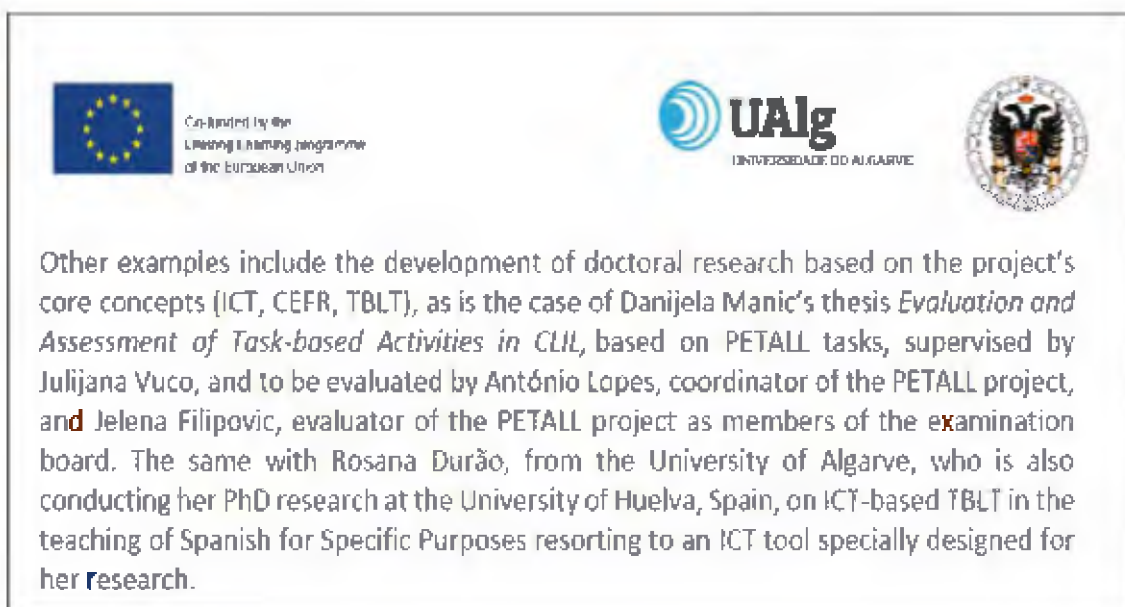 Co-funded by the
Lifelong Learning programme
of the European Union
UAlg
UNIVERSIDADE DO ALGARVE
Other examples include the development of doctoral research based on the project's
core concepts (ICT, CEFR, TBLT), as is the case of Danijela Manic's thesis Evaluation and
Assessment of Task-based Activities in CLIL, based on PETALL tasks, supervised by
Julijana Vuco, and to be evaluated by António Lopes, coordinator of the PETALL project,
and Jelena Filipovic, evaluator of the PETALL project as members of the examination
board. The same with Rosana Durão, from the University of Algarve, who is also
conducting her PhD research at the University of Huelva, Spain, on ICT-based TBLT in the
teaching of Spanish for Specific Purposes resorting to an ICT tool specially designed for
her research.